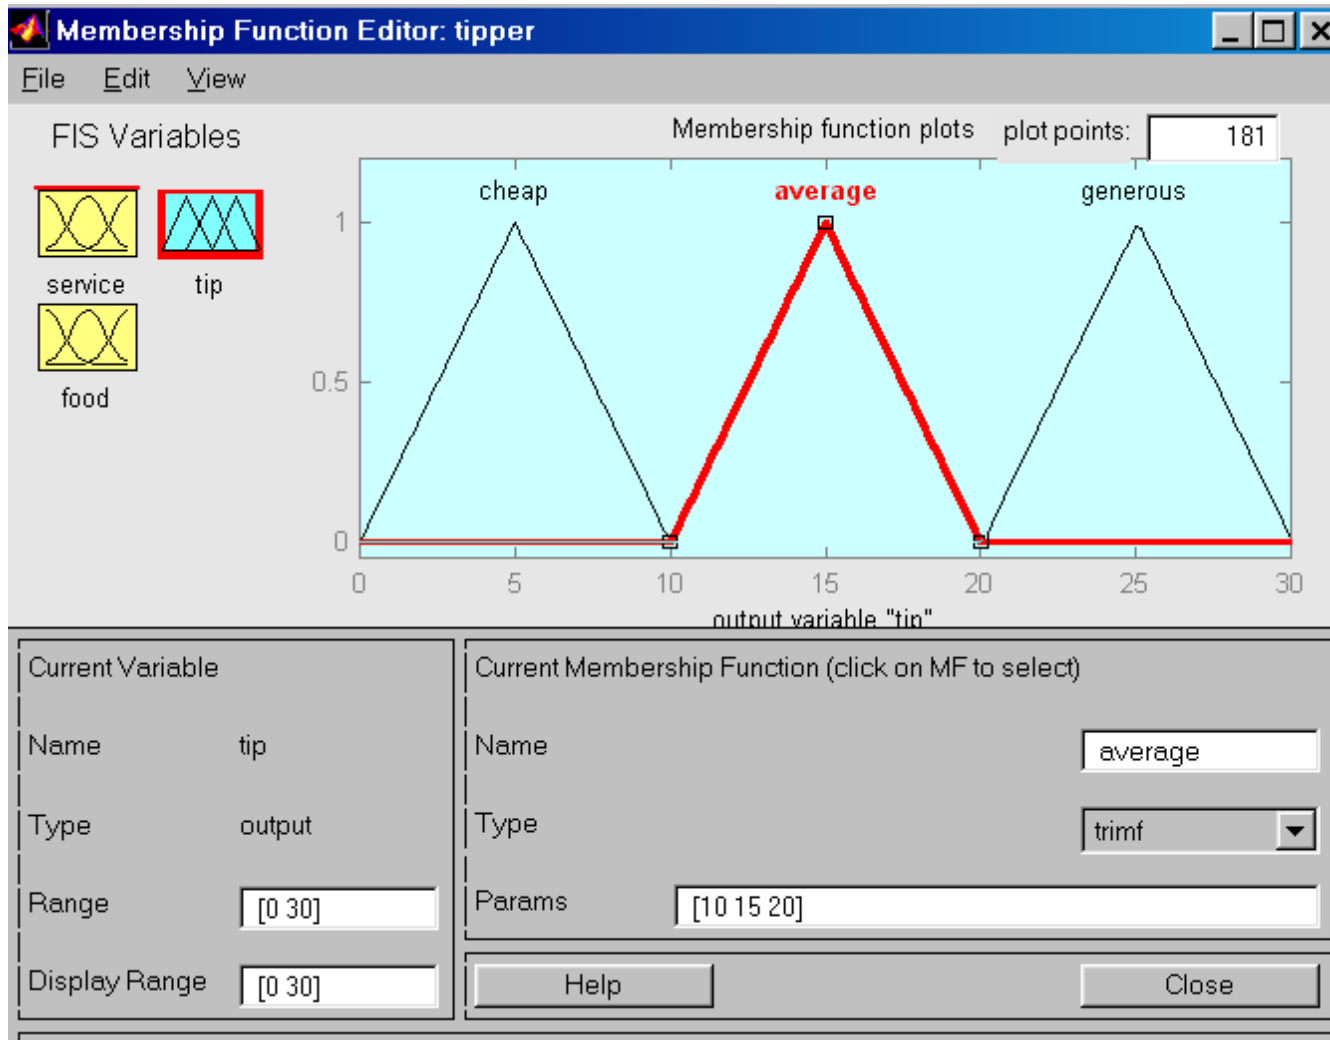 Membership Function Editor: tipper
File Edit View
FIS Variables
Membership function plots plot points: 181
service tip
food
cheap average generous
1
0.5
0
0 5 10 15 20 25 30
output variable "tip"
Current Variable
Name tip
Type output
Range [0 30]
Display Range [0 30]
Current Membership Function (click on MF to select)
Name average
Type trimf
Params [10 15 20]
Help Close